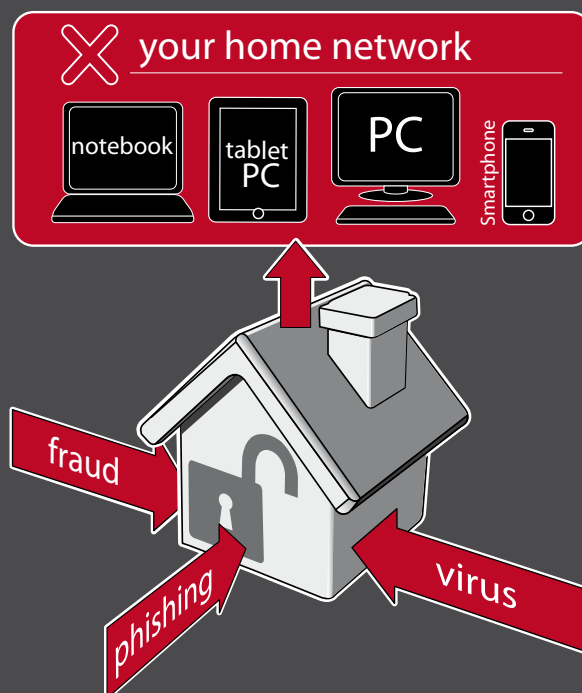 your home network
notebook
tablet
PC
PC
Smartphone
fraud
phishing
virus